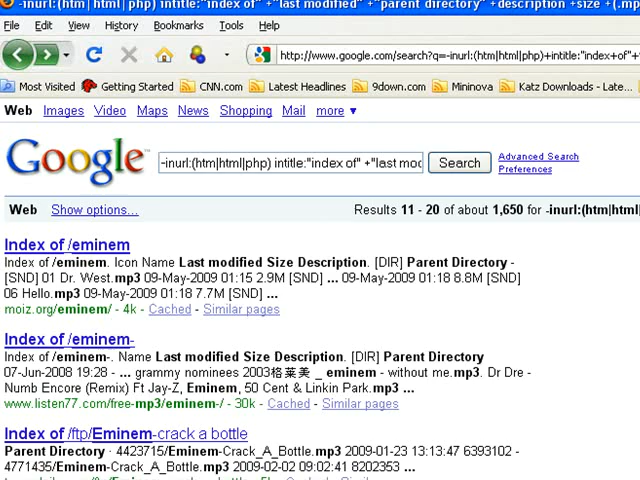 -inurl:(htm|html|php) intitle:"index of" +"last modified" +"parent directory" +description +size +(.mp
File Edit View History Bookmarks Tools Help
http://www.google.com/search?q=-inurl:(htm|html|php)+intitle:"index+of"+
Most Visited Getting Started CNN.com Latest Headlines 9down.com Mininova Katz Downloads - Late...
Web Images Video Maps News Shopping Mail more ▼
Google™ -inurl:(htm|html|php) intitle:"index of" +"last mod Search Advanced Search
Preferences
Web Show options... Results 11 - 20 of about 1,650 for -inurl:(htm|html|
Index of /eminem
Index of /eminem. Icon Name Last modified Size Description. [DIR] Parent Directory -
[SND] 01 Dr. West.mp3 09-May-2009 01:15 2.9M [SND] ... 09-May-2009 01:18 8.8M [SND]
06 Hello.mp3 09-May-2009 01:18 7.7M [SND] ...
moiz.org/eminem/ - 4k - Cached - Similar pages
Index of /eminem-
Index of /eminem-. Name Last modified Size Description. [DIR] Parent Directory
07-Jun-2008 19:28 - ... grammy nominees 2003格莱美 _ eminem - without me.mp3. Dr Dre -
Numb Encore (Remix) Ft Jay-Z, Eminem, 50 Cent & Linkin Park.mp3 ...
www.listen77.com/free-mp3/eminem-/ - 30k - Cached - Similar pages
Index of /ftp/Eminem-crack a bottle
Parent Directory · 4423715/Eminem-Crack_A_Bottle.mp3 2009-01-23 13:13:47 6393102 -
4771435/Eminem-Crack_A_Bottle.mp3 2009-02-02 09:02:41 8202353 ...